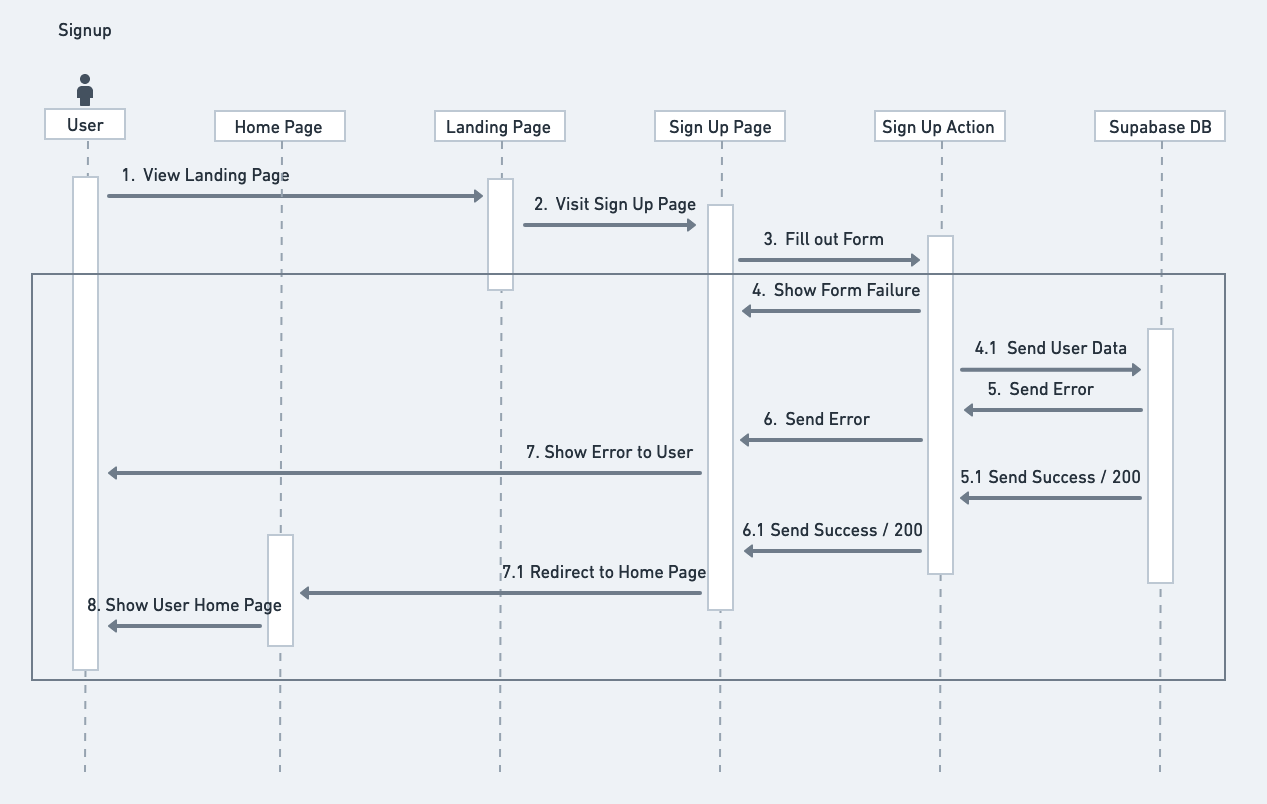 Signup
User
Home Page
Landing Page
Sign Up Page
Sign Up Action
Supabase DB
1. View Landing Page
2. Visit Sign Up Page
3. Fill out Form
4. Show Form Failure
4.1 Send User Data
5. Send Error
6. Send Error
7. Show Error to User
5.1 Send Success / 200
6.1 Send Success / 200
7.1 Redirect to Home Page
8. Show User Home Page